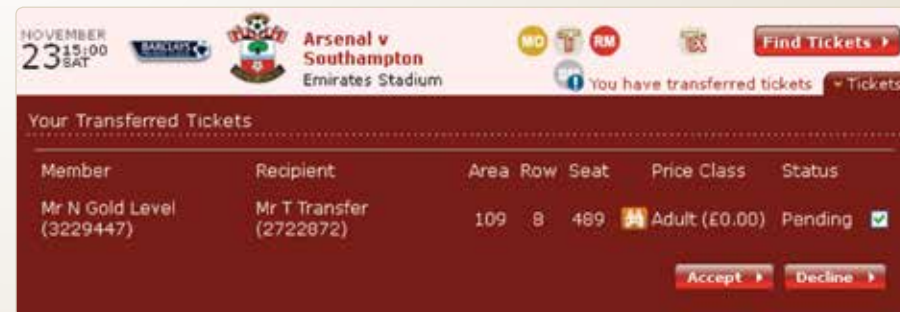 NOVEMBER
23 15:00 SAT
BARCLAYS
Arsenal v
Southampton
Emirates Stadium
MD T RM
Find Tickets
You have transferred tickets
Tickets
Your Transferred Tickets
Member Recipient Area Row Seat Price Class Status
Mr N Gold Level Mr T Transfer
(3229447) (2722872) 109 8 489 Adult (£0.00) Pending
Accept Decline